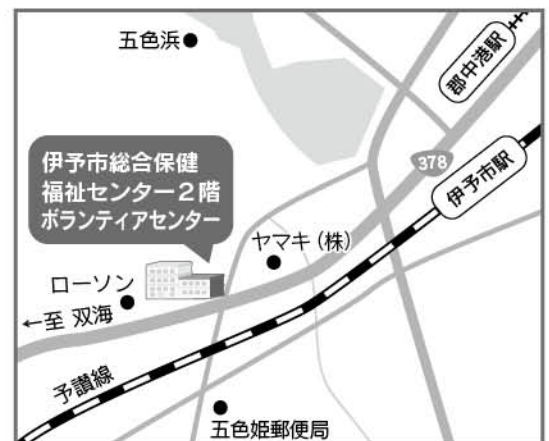 五色浜
郡中港駅
378
伊予市駅
伊予市総合保健
福祉センター2階
ボランティアセンター
ヤマキ(株)
ローソン
←至 双海
予讃線
五色姫郵便局